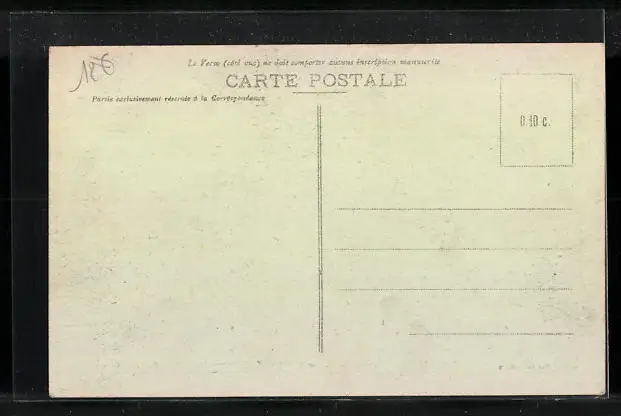 126
Le Verso (côté vue) ne doit comporter aucune inscription manuscrite
CARTE POSTALE
Partie exclusivement réservée à la Correspondance
0.10 c.